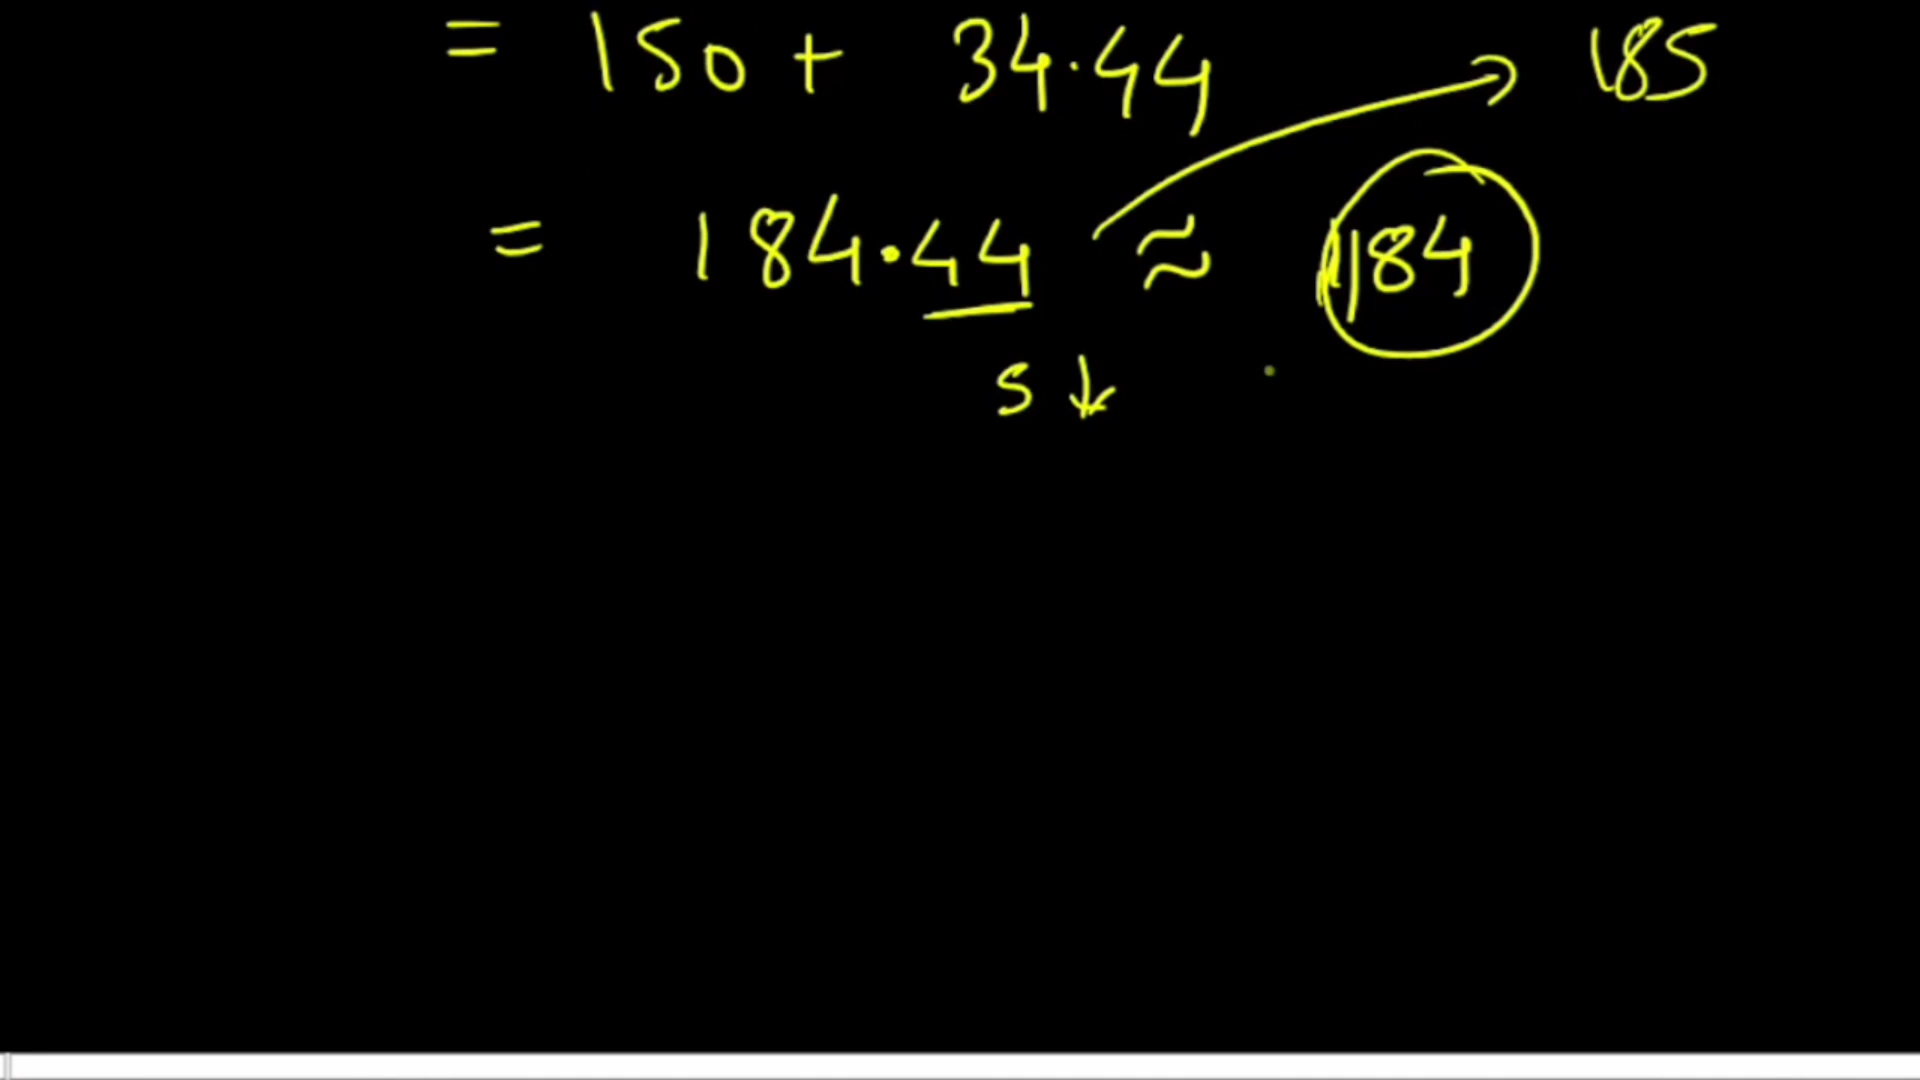 = 150 + 34.44
185
= 184.44 ≈ 184
5 ↓